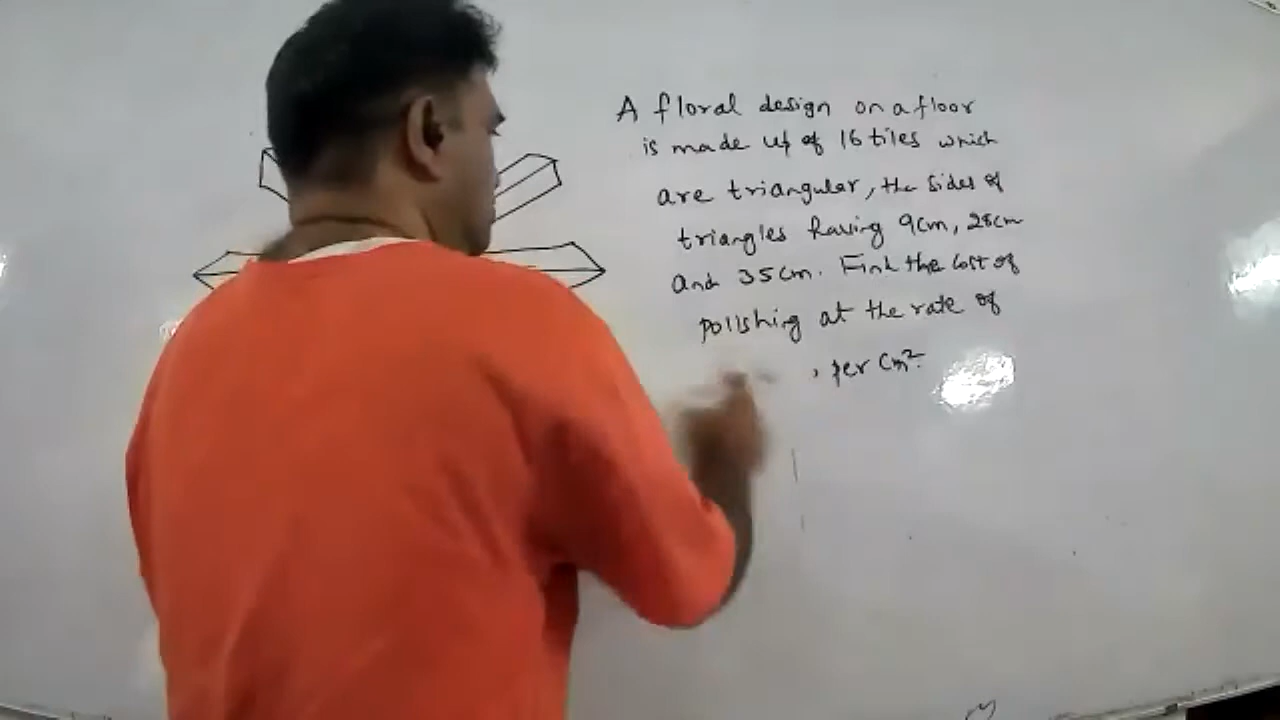 A floral design on a floor
is made up of 16 tiles which
are triangular, the sides of
triangles having 9cm, 28cm
and 35cm. Find the cost of
polishing at the rate of
per cm².